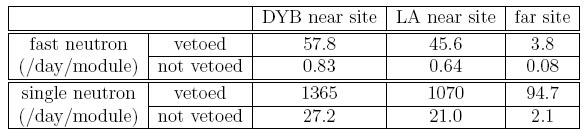 DYB near site LA near site far site
fast neutron vetoed 57.8 45.6 3.8
(/day/module) not vetoed 0.83 0.64 0.08
single neutron vetoed 1365 1070 94.7
(/day/module) not vetoed 27.2 21.0 2.1